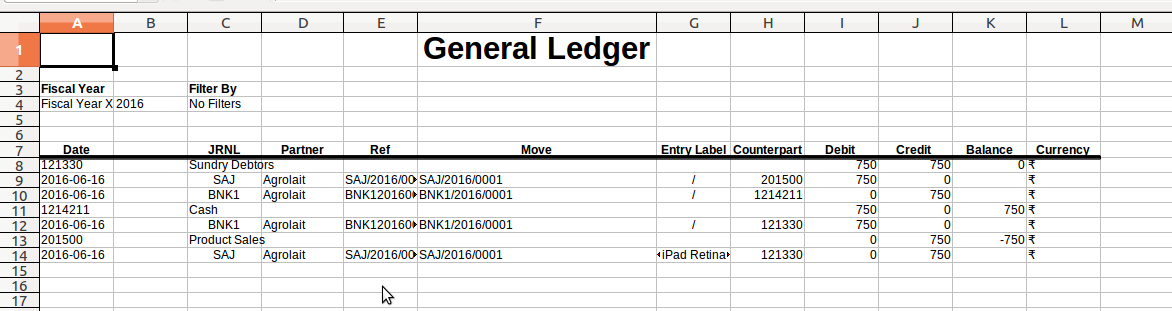 A B C D E F G H I J K L M
1 General Ledger
2
3 Fiscal Year Filter By
4 Fiscal Year X 2016 No Filters
5
6
7 Date JRNL Partner Ref Move Entry Label Counterpart Debit Credit Balance Currency
8 121330 Sundry Debtors 750 750 0 ₹
9 2016-06-16 SAJ Agrolait SAJ/2016/00 SAJ/2016/0001 / 201500 750 0 ₹
10 2016-06-16 BNK1 Agrolait BNK120160 BNK1/2016/0001 / 1214211 0 750 ₹
11 1214211 Cash 750 0 750 ₹
12 2016-06-16 BNK1 Agrolait BNK120160 BNK1/2016/0001 / 121330 750 0 ₹
13 201500 Product Sales 0 750 -750 ₹
14 2016-06-16 SAJ Agrolait SAJ/2016/00 SAJ/2016/0001 iPad Retina 121330 0 750 ₹
15
16
17